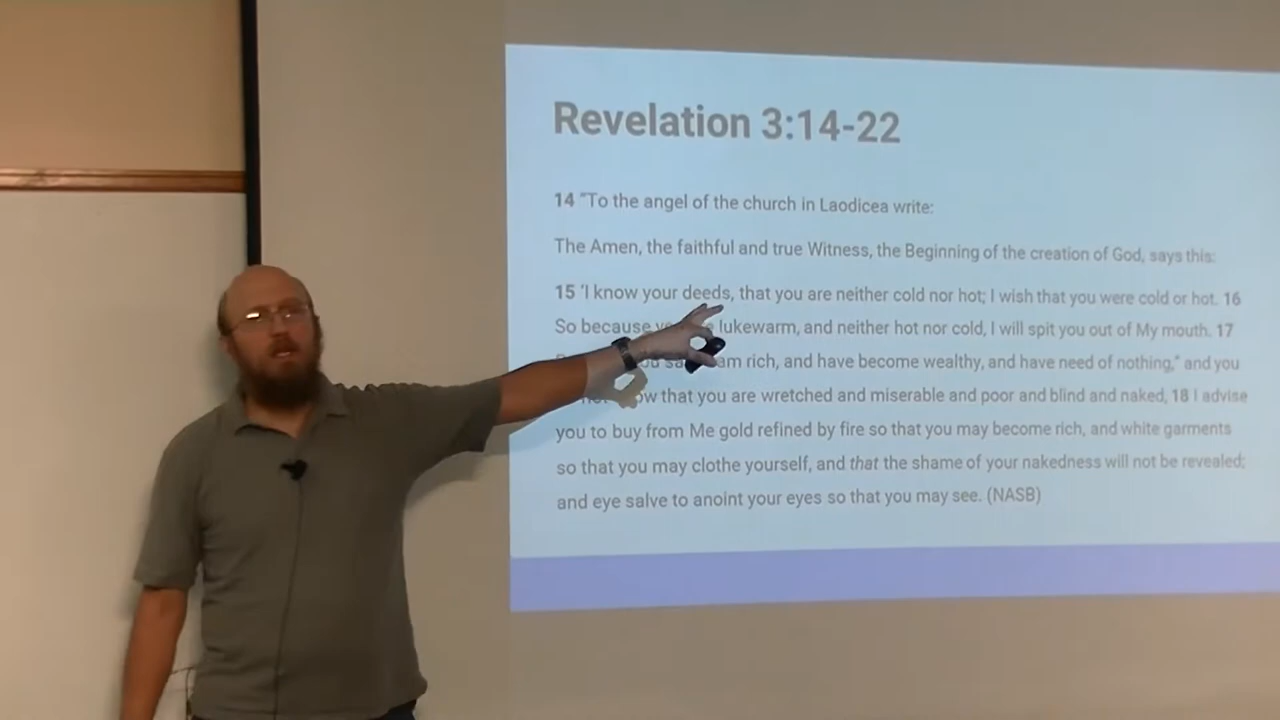 Revelation 3:14-22
14 "To the angel of the church in Laodicea write:
The Amen, the faithful and true Witness, the Beginning of the creation of God, says this:
15 'I know your deeds, that you are neither cold nor hot; I wish that you were cold or hot. 16
So because lukewarm, and neither hot nor cold, I will spit you out of My mouth. 17
am rich, and have become wealthy, and have need of nothing," and you
that you are wretched and miserable and poor and blind and naked, 18 I advise
you to buy from Me gold refined by fire so that you may become rich, and white garments
so that you may clothe yourself, and that the shame of your nakedness will not be revealed;
and eye salve to anoint your eyes so that you may see. (NASB)